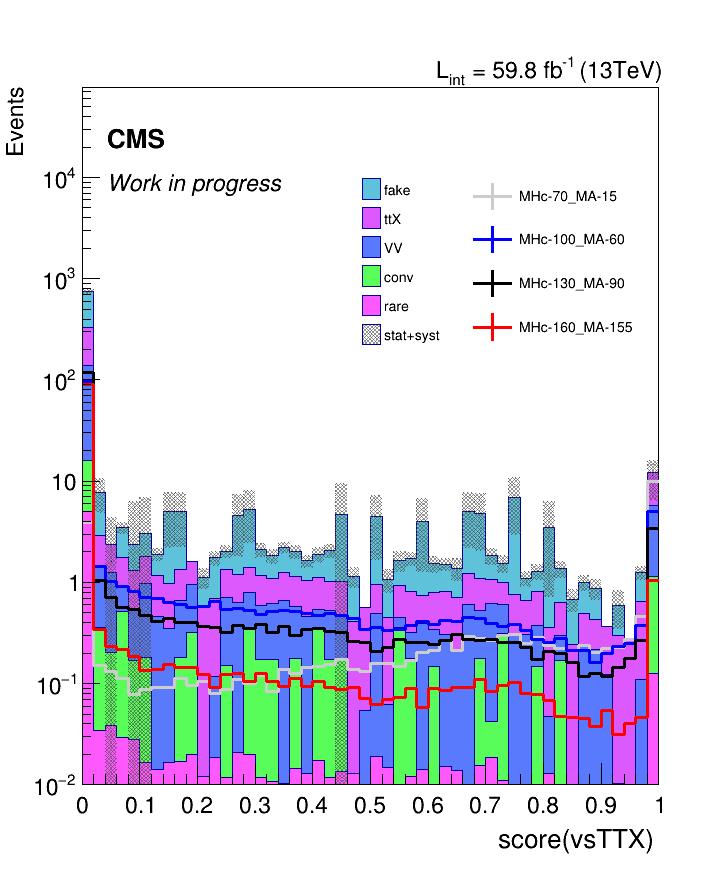 L_int = 59.8 fb^-1 (13TeV)
Events
CMS
Work in progress
fake
ttX
VV
conv
rare
stat+syst
MHc-70_MA-15
MHc-100_MA-60
MHc-130_MA-90
MHc-160_MA-155
10^4
10^3
10^2
10
1
10^-1
10^-2
0 0.1 0.2 0.3 0.4 0.5 0.6 0.7 0.8 0.9 1
score(vsTTX)